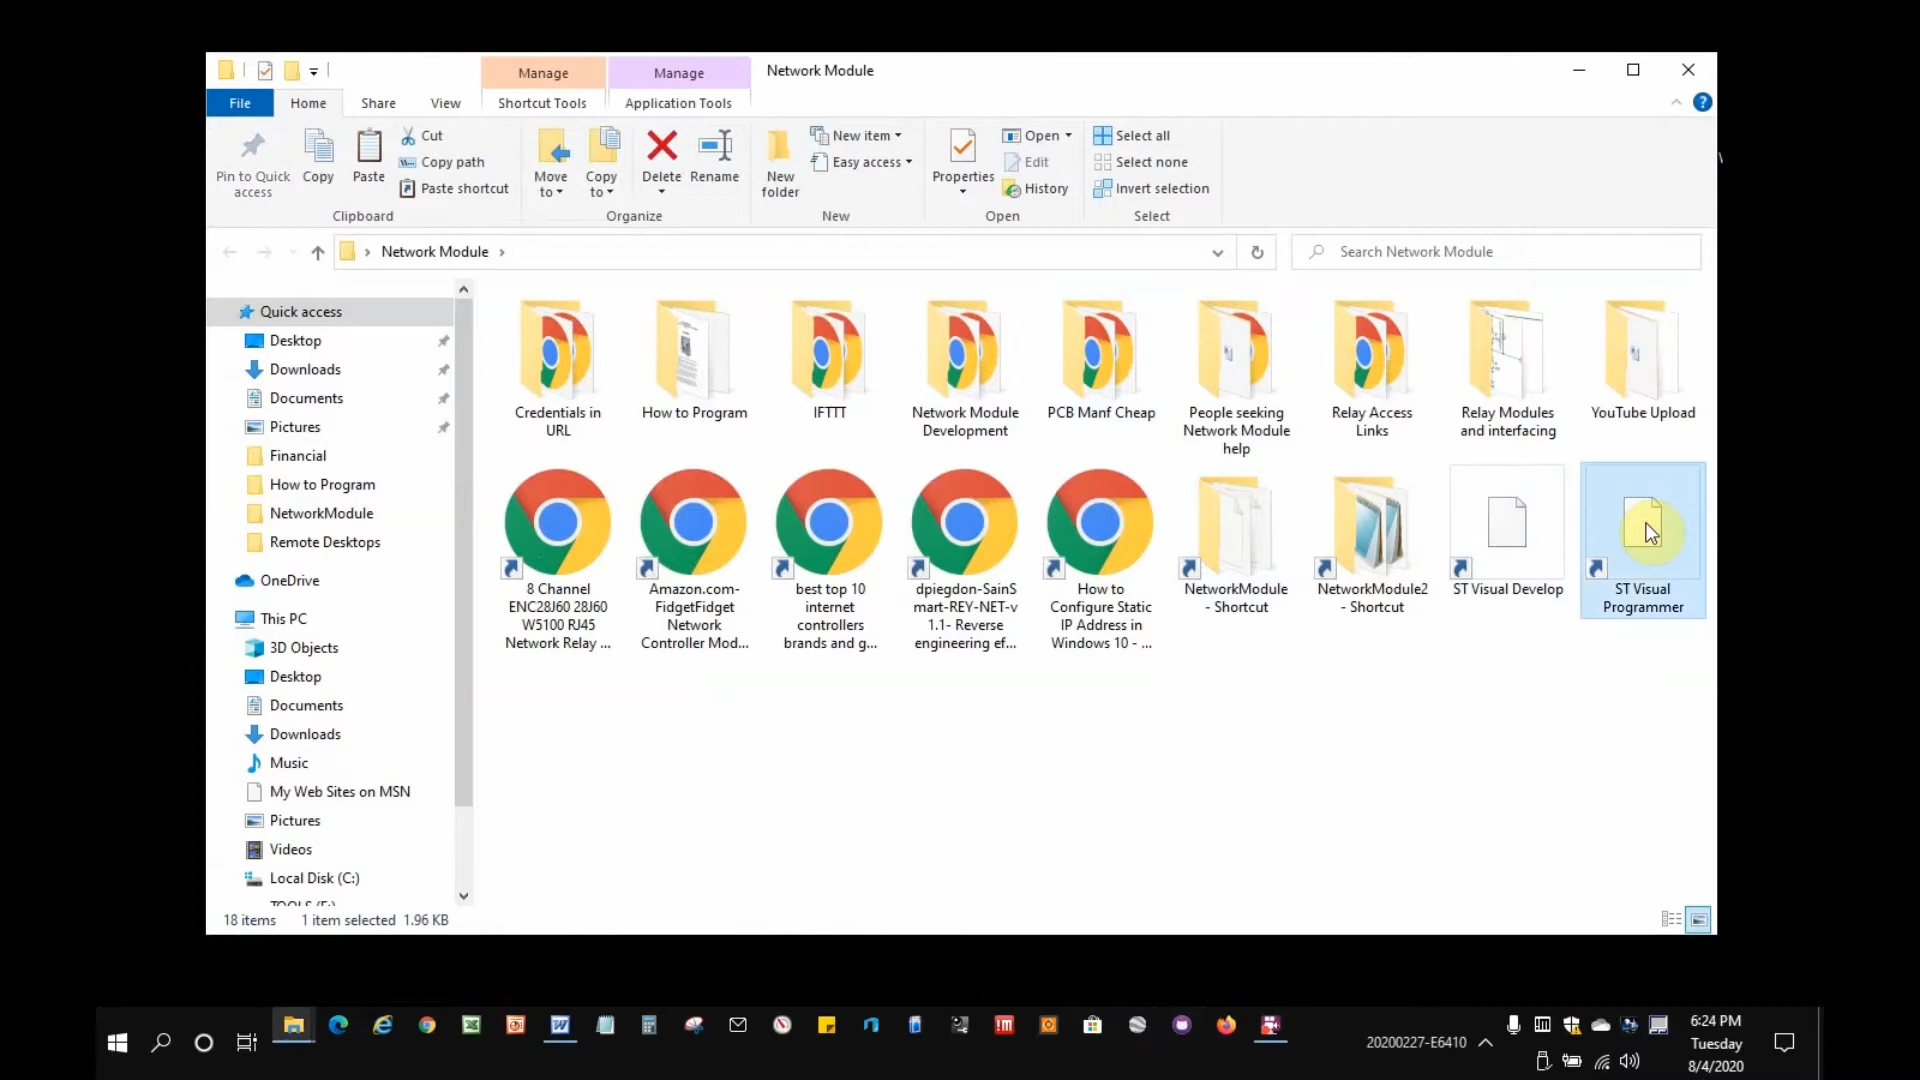 Manage
Manage
Network Module
File
Home
Share
View
Shortcut Tools
Application Tools
Pin to Quick
access
Copy
Paste
Cut
Copy path
Paste shortcut
Clipboard
Move
to
Copy
to
Delete
Rename
Organize
New
folder
New item
Easy access
New
Properties
Open
Edit
History
Open
Select all
Select none
Invert selection
Select
Network Module
Search Network Module
Quick access
Desktop
Downloads
Documents
Pictures
Financial
How to Program
NetworkModule
Remote Desktops
OneDrive
This PC
3D Objects
Desktop
Documents
Downloads
Music
My Web Sites on MSN
Pictures
Videos
Local Disk (C:)
Credentials in
URL
How to Program
IFTTT
Network Module
Development
PCB Manf Cheap
People seeking
Network Module
help
Relay Access
Links
Relay Modules
and interfacing
YouTube Upload
8 Channel
ENC28J60 28J60
W5100 RJ45
Network Relay ...
Amazon.com-
FidgetFidget
Network
Controller Mod...
best top 10
internet
controllers
brands and g...
dpiegdon-SainS
mart-REY-NET-v
1.1- Reverse
engineering ef...
How to
Configure Static
IP Address in
Windows 10 - ...
NetworkModule
- Shortcut
NetworkModule2
- Shortcut
ST Visual Develop
ST Visual
Programmer
18 items
1 item selected 1.96 KB
20200227-E6410
6:24 PM
Tuesday
8/4/2020